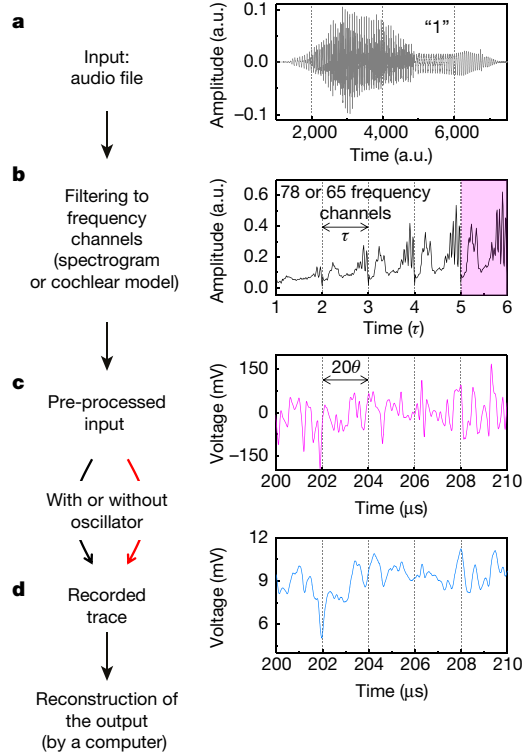 a
Input:
audio file
“1”
Amplitude (a.u.)
0.1
0.0
−0.1
2,000 4,000 6,000
Time (a.u.)
b
Filtering to
frequency
channels
(spectrogram
or cochlear model)
78 or 65 frequency
channels
τ
Amplitude (a.u.)
0.6
0.4
0.2
0.0
1 2 3 4 5 6
Time (τ)
c
Pre-processed
input
20θ
Voltage (mV)
150
0
−150
200 202 204 206 208 210
Time (μs)
With or without
oscillator
d
Recorded
trace
Voltage (mV)
12
9
6
200 202 204 206 208 210
Time (μs)
Reconstruction of
the output
(by a computer)